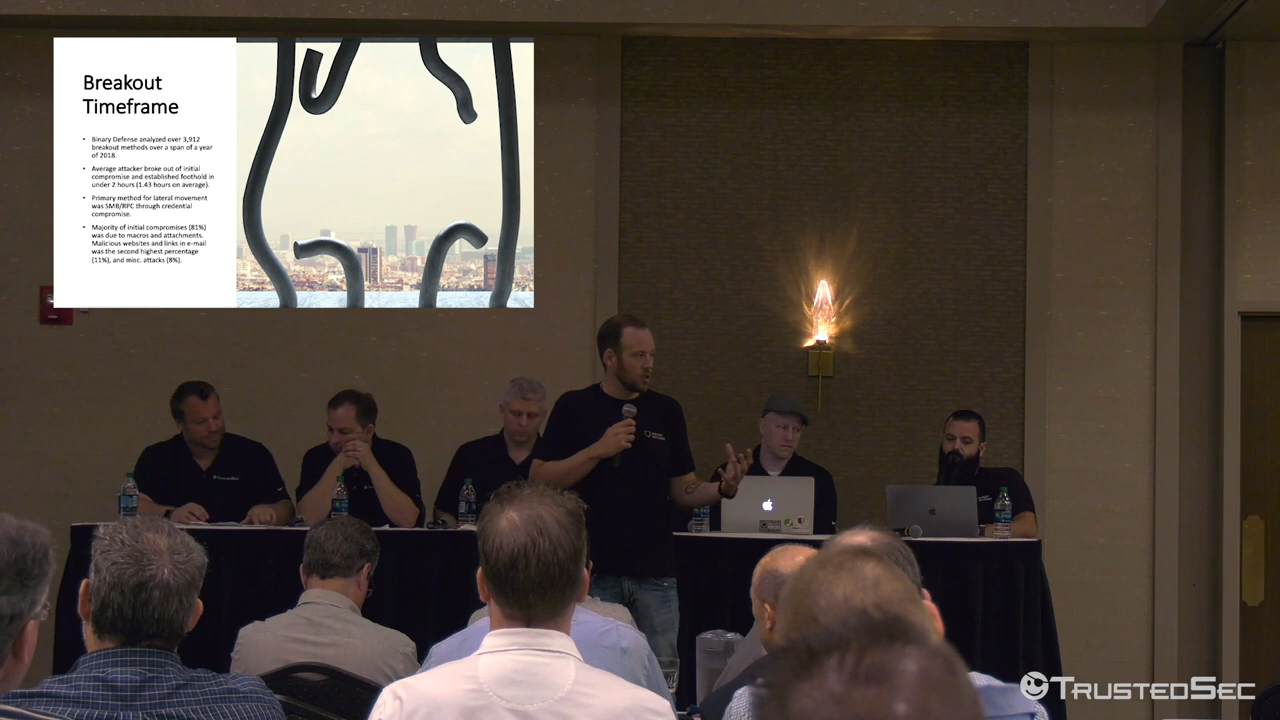 Breakout
Timeframe
• Binary Defense analyzed over 3,912
breakout methods over a span of a year
of 2018.
• Average attacker broke out of initial
compromise and established foothold in
under 2 hours (1.43 hours on average).
• Primary method for lateral movement
was SMB/RPC through credential
compromise.
• Majority of initial compromises (81%)
was due to macros and attachments.
Malicious websites and links in e-mail
was the second highest percentage
(11%), and misc. attacks (8%).
TrustedSec